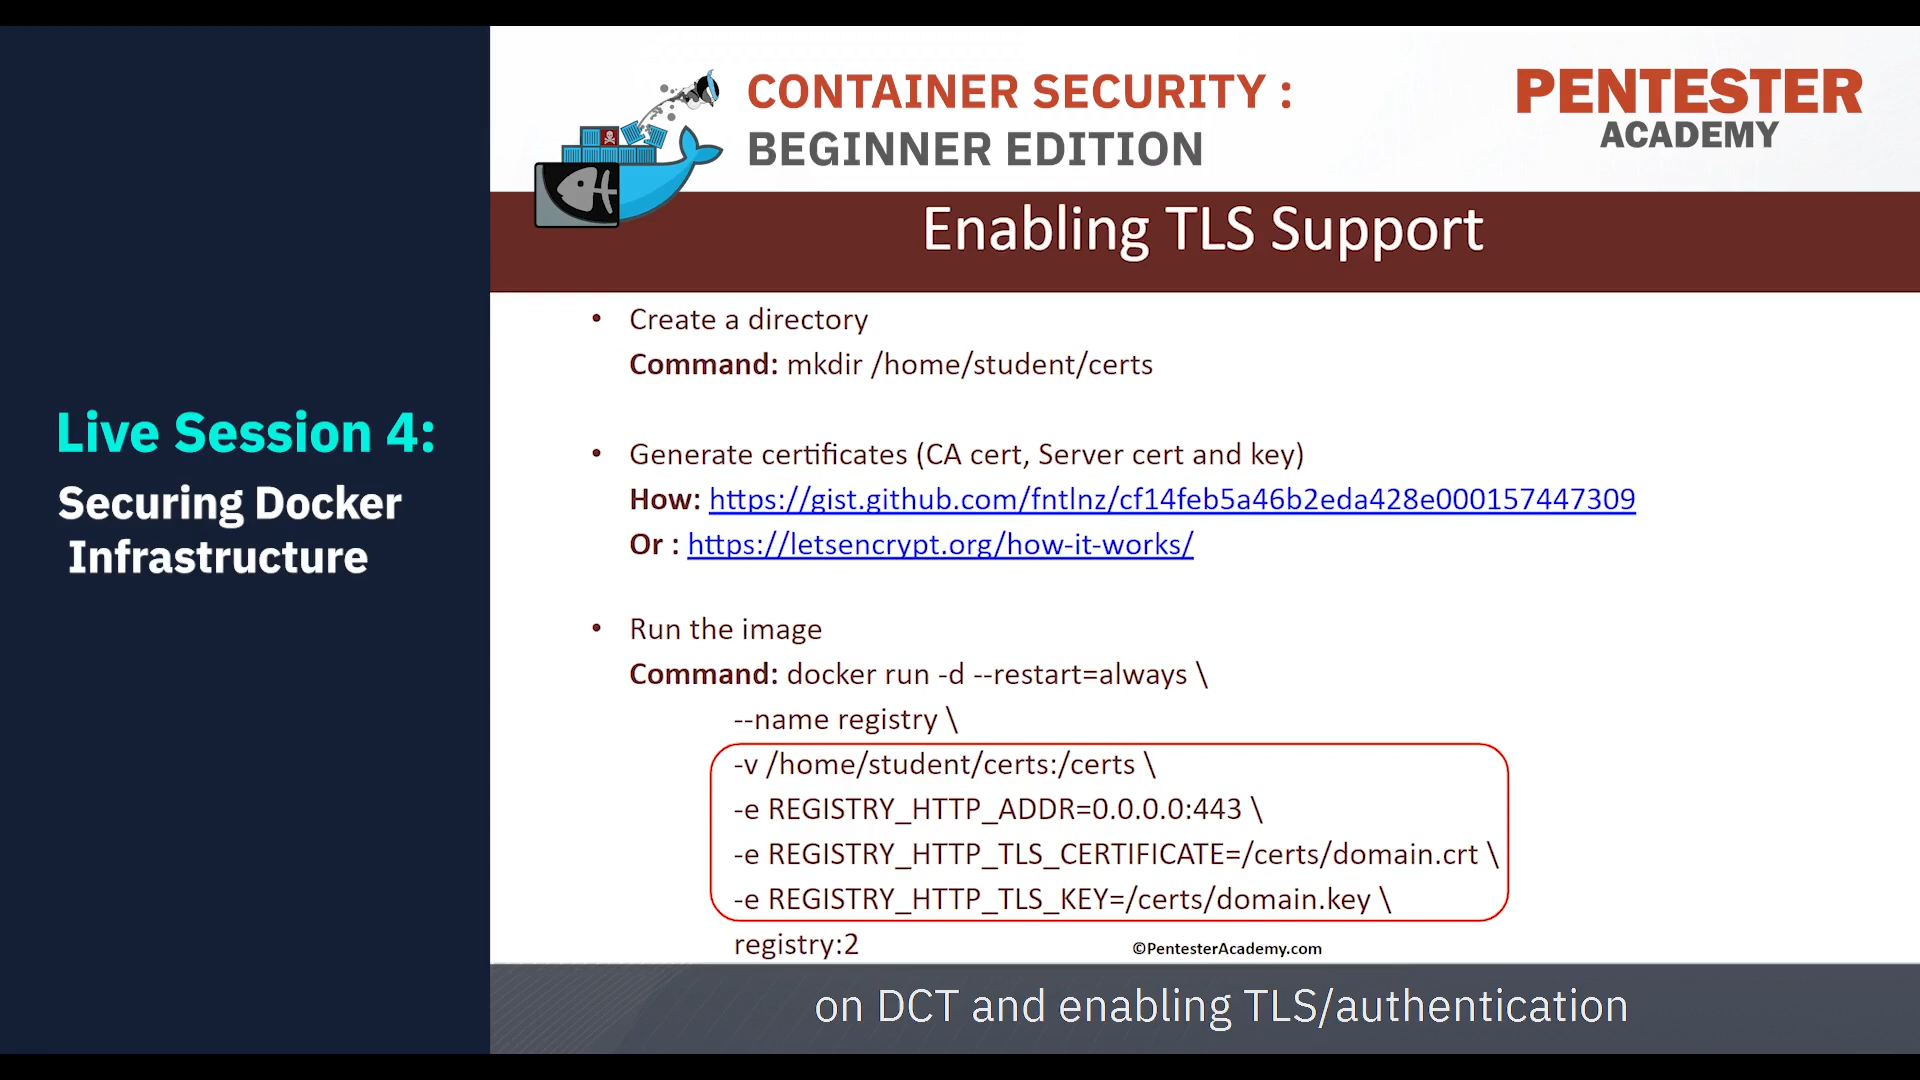 CONTAINER SECURITY :
BEGINNER EDITION
PENTESTER
ACADEMY
Enabling TLS Support
Live Session 4:
Securing Docker
Infrastructure
• Create a directory
Command: mkdir /home/student/certs
• Generate certificates (CA cert, Server cert and key)
How: https://gist.github.com/fntlnz/cf14feb5a46b2eda428e000157447309
Or : https://letsencrypt.org/how-it-works/
• Run the image
Command: docker run -d --restart=always \
--name registry \
-v /home/student/certs:/certs \
-e REGISTRY_HTTP_ADDR=0.0.0.0:443 \
-e REGISTRY_HTTP_TLS_CERTIFICATE=/certs/domain.crt \
-e REGISTRY_HTTP_TLS_KEY=/certs/domain.key \
registry:2
©PentesterAcademy.com
on DCT and enabling TLS/authentication